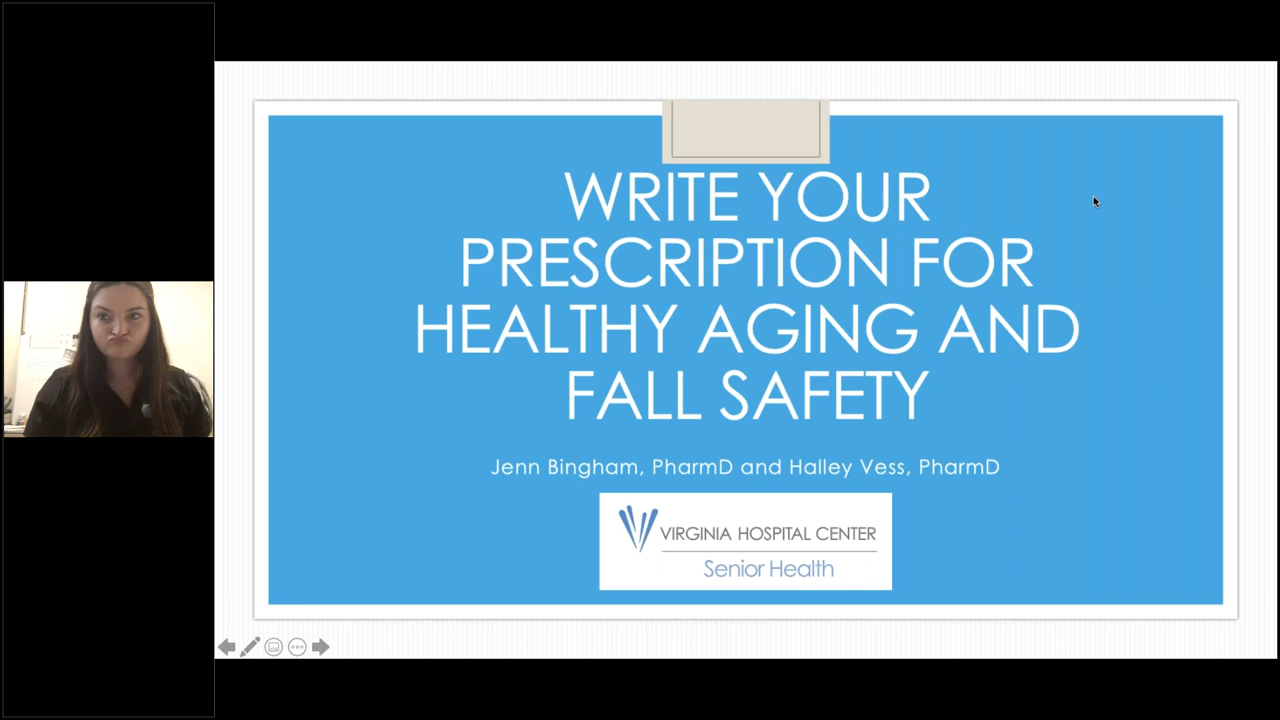 WRITE YOUR
PRESCRIPTION FOR
HEALTHY AGING AND
FALL SAFETY
Jenn Bingham, PharmD and Halley Vess, PharmD
VIRGINIA HOSPITAL CENTER
Senior Health